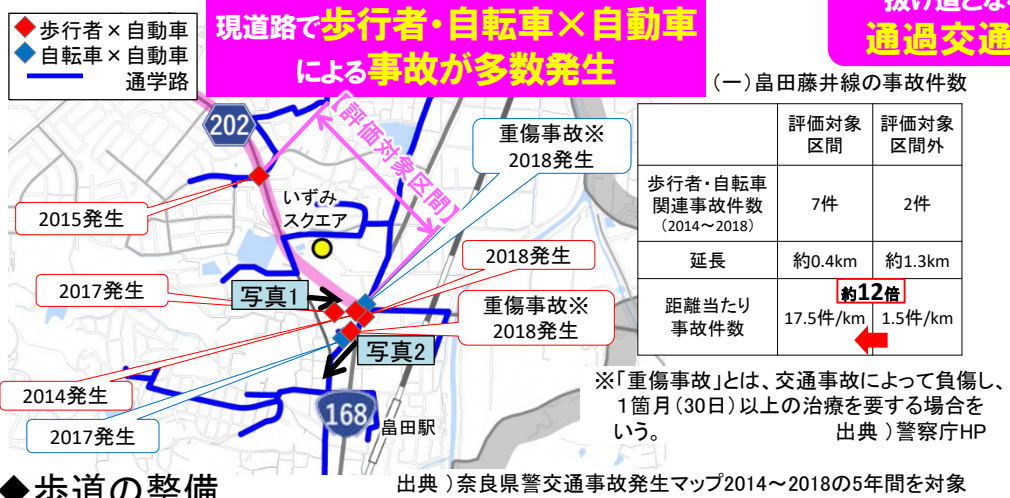 ◆歩行者×自動車
◆自転車×自動車
通学路
現道路で歩行者・自転車×自動車
による事故が多数発生
通過交通
(一)畠田藤井線の事故件数
評価対象
区間
評価対象
区間外
歩行者・自転車
関連事故件数
(2014～2018)
7件
2件
延長
約0.4km
約1.3km
約12倍
距離当たり
事故件数
17.5件/km
1.5件/km
202
【評価対象区間】
重傷事故※
2018発生
いずみ
スクエア
2015発生
2018発生
2017発生
写真1
重傷事故※
2018発生
写真2
2014発生
168
畠田駅
2017発生
※「重傷事故」とは、交通事故によって負傷し、
1箇月(30日)以上の治療を要する場合を
いう。
出典)警察庁HP
◆歩道の整備
出典)奈良県警交通事故発生マップ2014～2018の5年間を対象